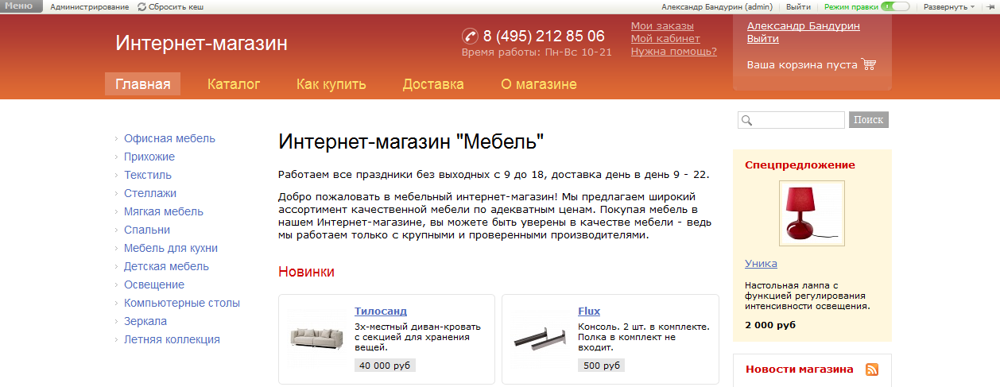 Меню Администрирование Сбросить кеш Александр Бандурин (admin) Выйти Режим правки Развернуть
Интернет-магазин
8 (495) 212 85 06
Время работы: Пн-Вс 10-21
Мои заказы
Мой кабинет
Нужна помощь?
Александр Бандурин
Выйти
Ваша корзина пуста
Главная Каталог Как купить Доставка О магазине
Поиск
Офисная мебель
Прихожие
Текстиль
Стеллажи
Мягкая мебель
Спальни
Мебель для кухни
Детская мебель
Освещение
Компьютерные столы
Зеркала
Летняя коллекция
Интернет-магазин "Мебель"
Работаем все праздники без выходных с 9 до 18, доставка день в день 9 - 22.
Добро пожаловать в мебельный интернет-магазин! Мы предлагаем широкий
ассортимент качественной мебели по адекватным ценам. Покупая мебель в
нашем Интернет-магазине, вы можете быть уверены в качестве мебели - ведь
мы работаем только с крупными и проверенными производителями.
Новинки
Тилосанд
3х-местный диван-кровать
с секцией для хранения
вещей.
40 000 руб
Flux
Консоль. 2 шт. в комплекте.
Полка в комплект не
входит.
500 руб
Спецпредложение
Уника
Настольная лампа с
функцией регулирования
интенсивности освещения.
2 000 руб
Новости магазина